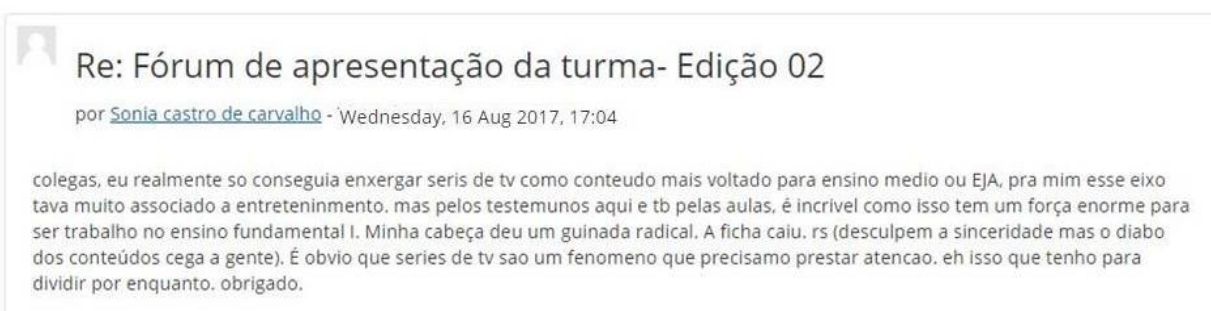 Re: Fórum de apresentação da turma- Edição 02
por Sonia castro de carvalho - Wednesday, 16 Aug 2017, 17:04
colegas, eu realmente so conseguia enxergar seris de tv como conteudo mais voltado para ensino medio ou EJA, pra mim esse eixo
tava muito associado a entreteninmento. mas pelos testemunos aqui e tb pelas aulas, é incrivel como isso tem um força enorme para
ser trabalho no ensino fundamental I. Minha cabeça deu um guinada radical. A ficha caiu. rs (desculpem a sinceridade mas o diabo
dos conteúdos cega a gente). É obvio que series de tv sao um fenomeno que precisamo prestar atencao. eh isso que tenho para
dividir por enquanto. obrigado.